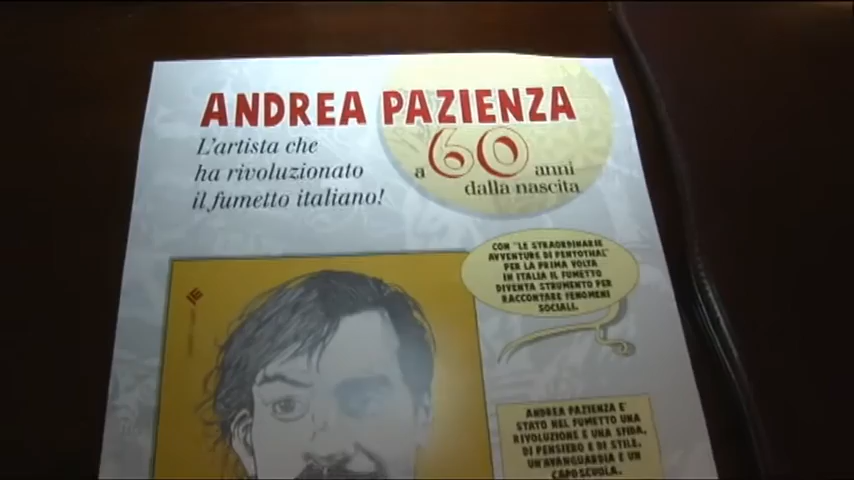 ANDREA PAZIENZA
L'artista che
ha rivoluzionato
il fumetto italiano!
a 60 anni
dalla nascita
CON "LE STRAORDINARIE
AVVENTURE DI PENTOTHAL"
PER LA PRIMA VOLTA
IN ITALIA IL FUMETTO
DIVENTA STRUMENTO PER
RACCONTARE FENOMENI
SOCIALI.
ANDREA PAZIENZA E'
STATO NEL FUMETTO UNA
RIVOLUZIONE E UNA SFIDA,
DI PENSIERO E DI STILE.
UN'AVANGUARDIA E UN
CAPOSCUOLA.